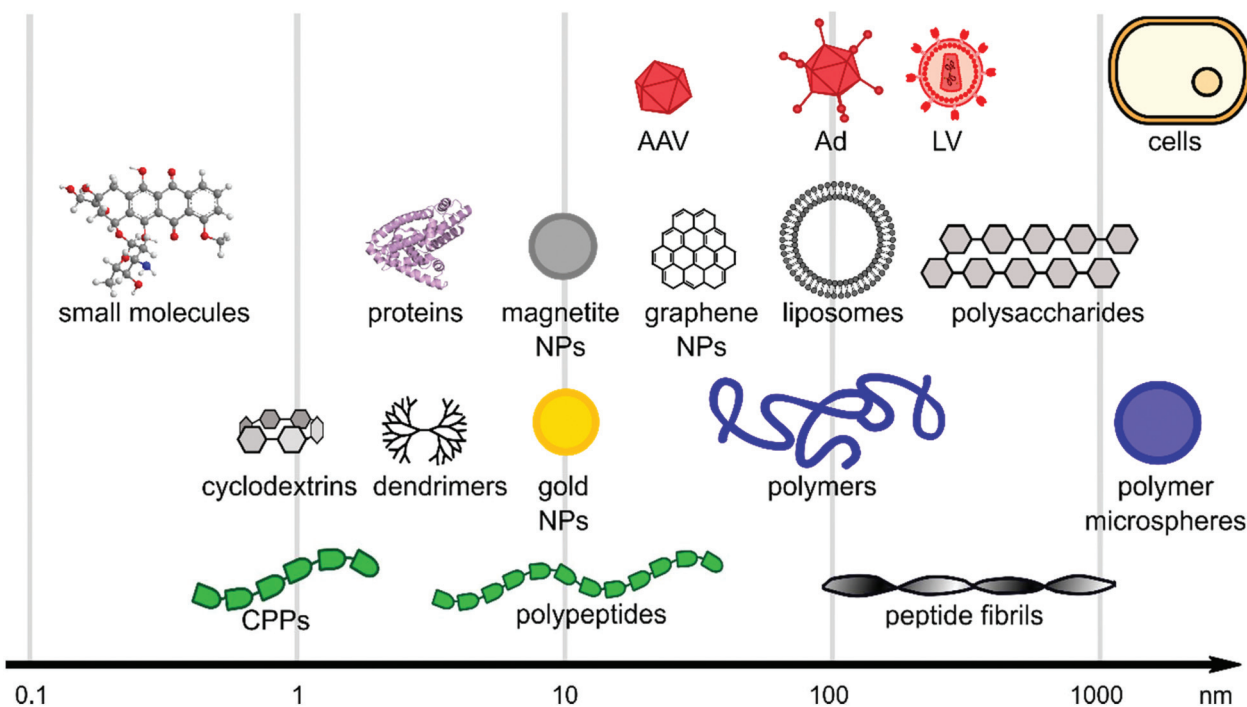 AAV
Ad
LV
cells
small molecules
proteins
magnetite
NPs
graphene
NPs
liposomes
polysaccharides
cyclodextrins
dendrimers
gold
NPs
polymers
polymer
microspheres
CPPs
polypeptides
peptide fibrils
0.1
1
10
100
1000
nm